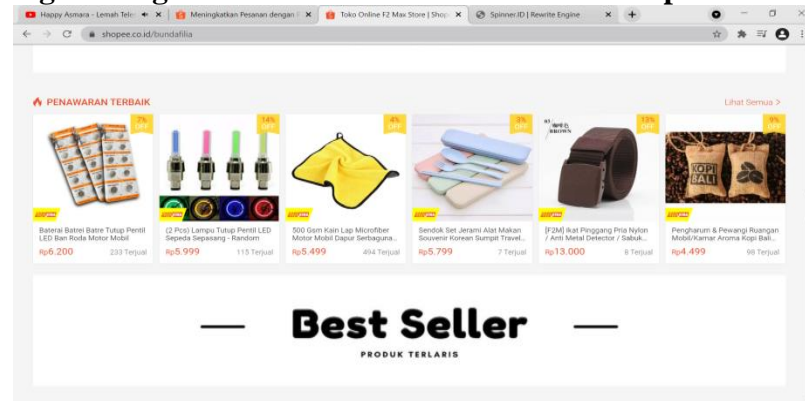 Happy Asmara - Lemah Teles
Meningkatkan Pesanan dengan
Toko Online F2 Max Store | Shop
Spinner.ID | Rewrite Engine
shopee.co.id/bundafilia
PENAWARAN TERBAIK
Lihat Semua >
7% OFF
14% OFF
4% OFF
3% OFF
13% OFF
9% OFF
03/咖啡色
BROWN
KOPI
BALI
Baterai Batrei Batre Tutup Pentil
LED Ban Roda Motor Mobil
Rp6.200
233 Terjual
(2 Pcs) Lampu Tutup Pentil LED
Sepeda Sepasang - Random
Rp5.999
115 Terjual
500 Gsm Kain Lap Microfiber
Motor Mobil Dapur Serbaguna...
Rp5.499
494 Terjual
Sendok Set Jerami Alat Makan
Souvenir Korean Sumpit Travel...
Rp5.799
7 Terjual
[F2M] Ikat Pinggang Pria Nylon
/ Anti Metal Detector / Sabuk...
Rp13.000
8 Terjual
Pengharum & Pewangi Ruangan
Mobil/Kamar Aroma Kopi Bali...
Rp4.499
98 Terjual
Best Seller
PRODUK TERLARIS